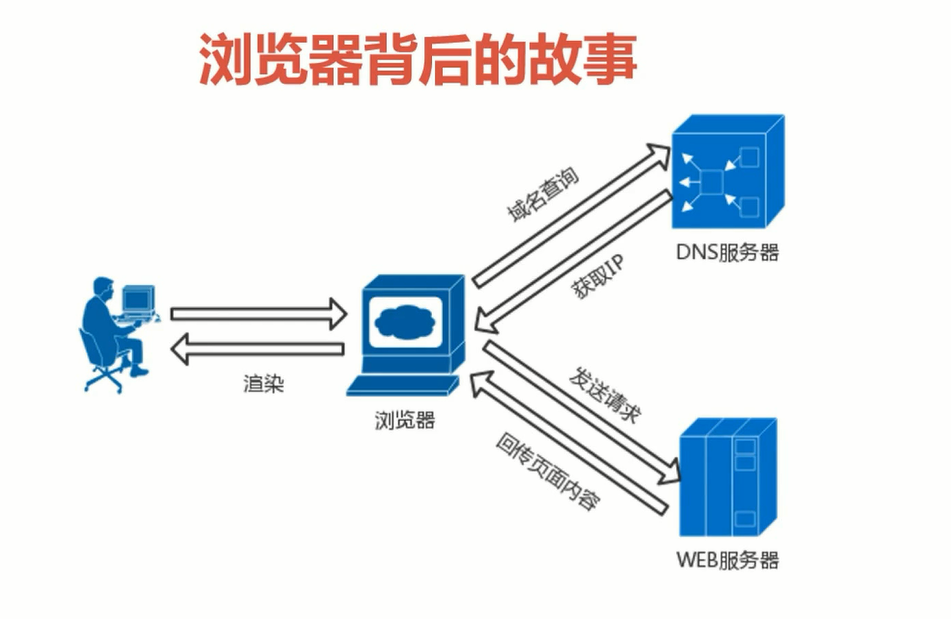 浏览器背后的故事
域名查询
DNS服务器
获取IP
渲染
浏览器
发送请求
回传页面内容
WEB服务器